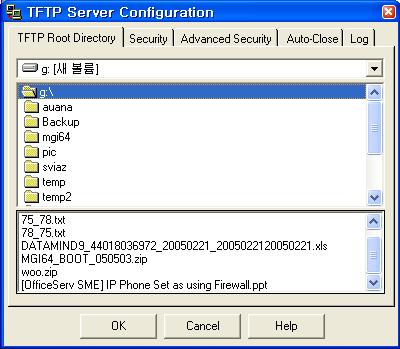 TFTP Server Configuration
TFTP Root Directory Security Advanced Security Auto-Close Log
g: [새 볼륨]
g:\
auana
Backup
mgi64
pic
sviaz
temp
temp2
75_78.txt
78_75.txt
DATAMIND9_44018036972_20050221_2005022120050221.xls
MGI64_BOOT_050503.zip
woo.zip
[OfficeServ SME] IP Phone Set as using Firewall.ppt
OK Cancel Help